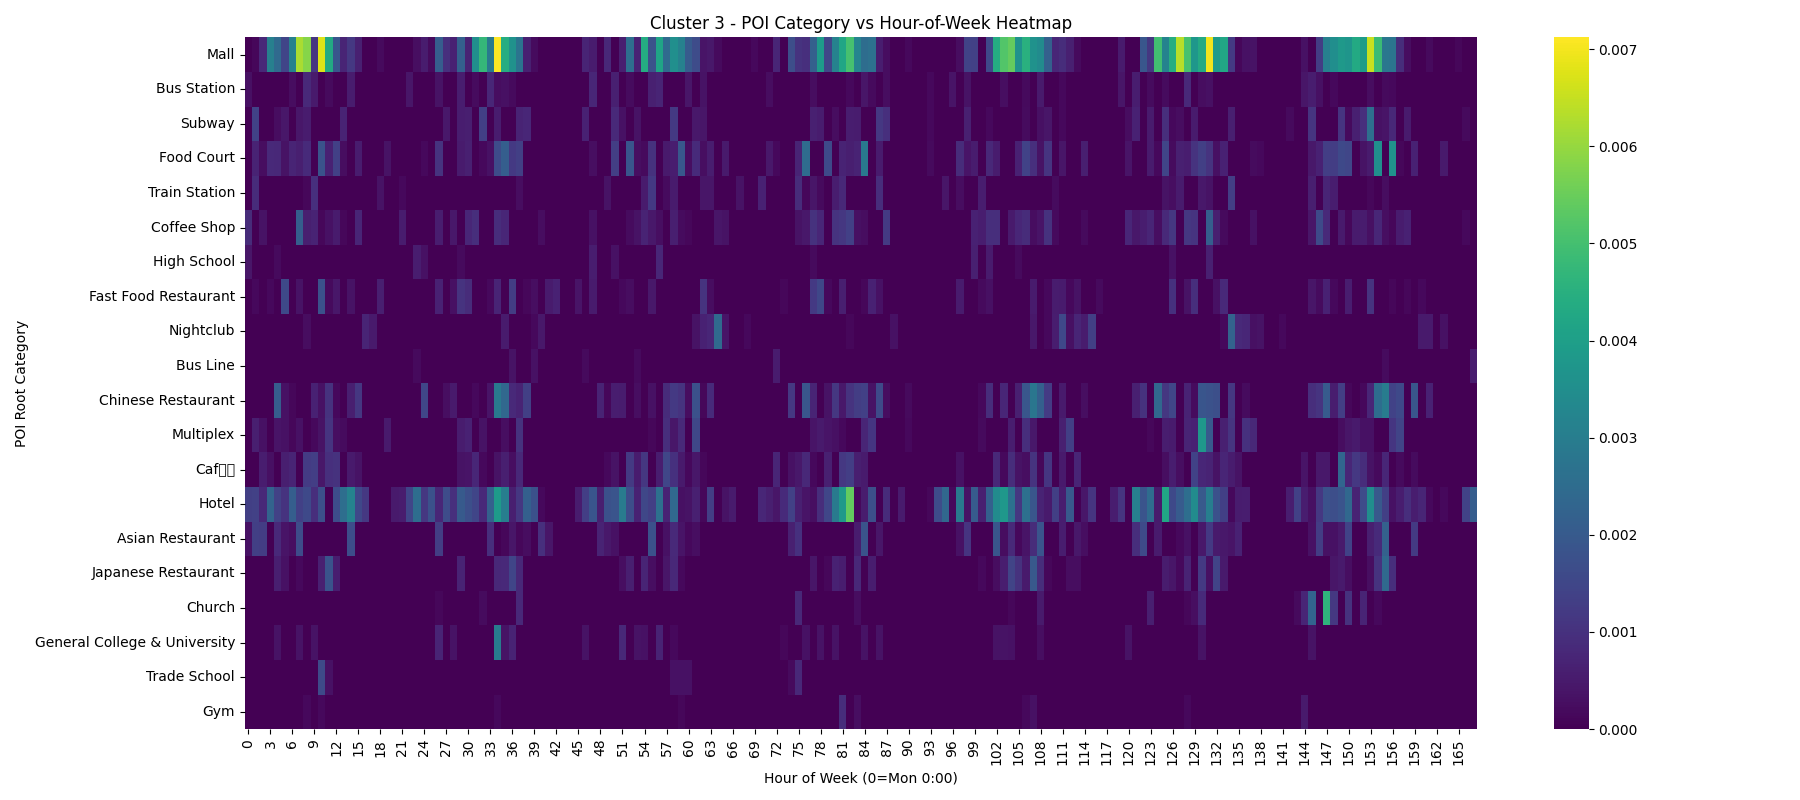 Cluster 3 - POI Category vs Hour-of-Week Heatmap
POI Root Category
Mall
Bus Station
Subway
Food Court
Train Station
Coffee Shop
High School
Fast Food Restaurant
Nightclub
Bus Line
Chinese Restaurant
Multiplex
Caf□□
Hotel
Asian Restaurant
Japanese Restaurant
Church
General College & University
Trade School
Gym
0 3 6 9 12 15 18 21 24 27 30 33 36 39 42 45 48 51 54 57 60 63 66 69 72 75 78 81 84 87 90 93 96 99 102 105 108 111 114 117 120 123 126 129 132 135 138 141 144 147 150 153 156 159 162 165
Hour of Week (0=Mon 0:00)
0.007
0.006
0.005
0.004
0.003
0.002
0.001
0.000